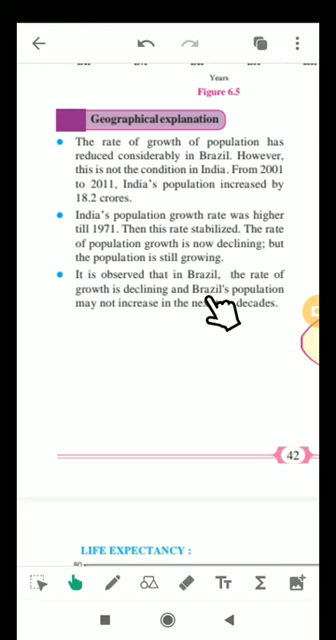 Years
Figure 6.5
Geographical explanation
• The rate of growth of population has
reduced considerably in Brazil. However,
this is not the condition in India. From 2001
to 2011, India's population increased by
18.2 crores.
• India's population growth rate was higher
till 1971. Then this rate stabilized. The rate
of population growth is now declining; but
the population is still growing.
• It is observed that in Brazil, the rate of
growth is declining and Brazil's population
may not increase in the decades.
42
LIFE EXPECTANCY :
80
Tт
Σ